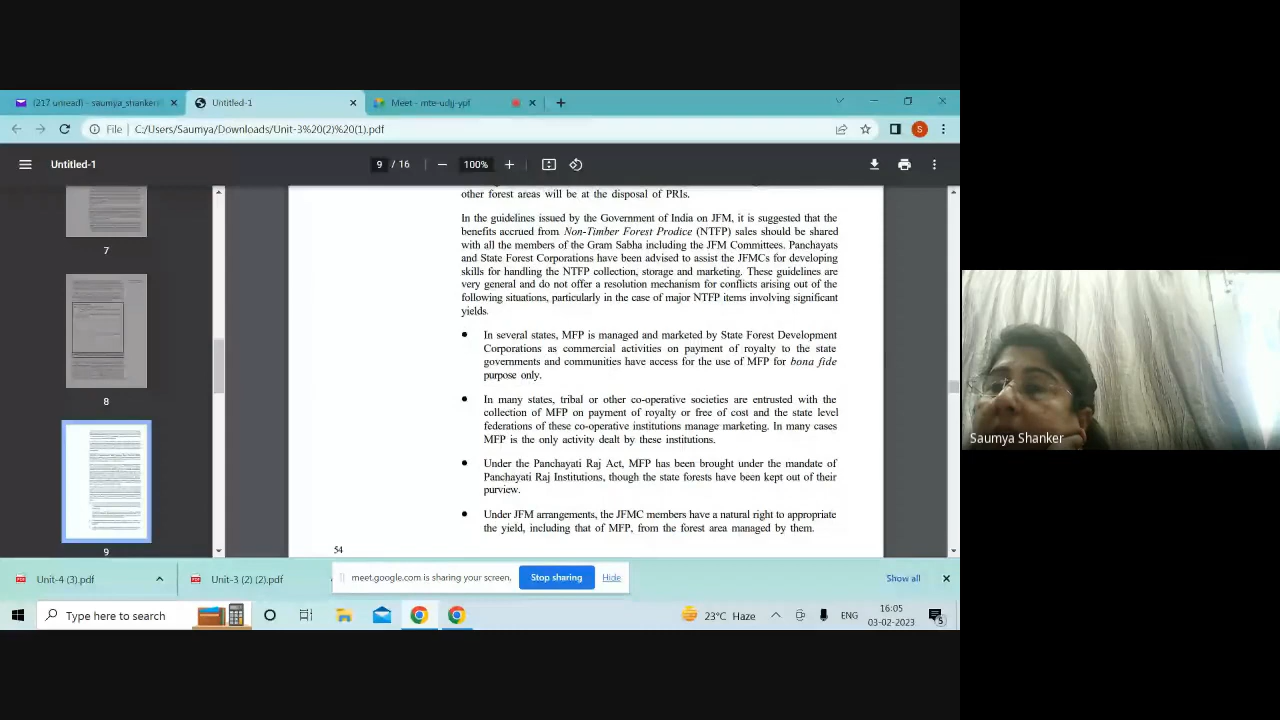 (217 unread) - saumya_shanker
Untitled-1
Meet - mte-udjj-ypf
File
C:/Users/Saumya/Downloads/Unit-3%20(2)%20(1).pdf
S
Untitled-1
9 / 16
100%
7
8
9
other forest areas will be at the disposal of PRIs.
In the guidelines issued by the Government of India on JFM, it is suggested that the
benefits accrued from Non-Timber Forest Prodice (NTFP) sales should be shared
with all the members of the Gram Sabha including the JFM Committees. Panchayats
and State Forest Corporations have been advised to assist the JFMCs for developing
skills for handling the NTFP collection, storage and marketing. These guidelines are
very general and do not offer a resolution mechanism for conflicts arising out of the
following situations, particularly in the case of major NTFP items involving significant
yields.
In several states, MFP is managed and marketed by State Forest Development
Corporations as commercial activities on payment of royalty to the state
governments and communities have access for the use of MFP for bona fide
purpose only.
In many states, tribal or other co-operative societies are entrusted with the
collection of MFP on payment of royalty or free of cost and the state level
federations of these co-operative institutions manage marketing. In many cases
MFP is the only activity dealt by these institutions.
Under the Panchayati Raj Act, MFP has been brought under the mandate of
Panchayati Raj Institutions, though the state forests have been kept out of their
purview.
Under JFM arrangements, the JFMC members have a natural right to appropriate
the yield, including that of MFP, from the forest area managed by them.
54
Saumya Shanker
Unit-4 (3).pdf
Unit-3 (2) (2).pdf
meet.google.com is sharing your screen.
Stop sharing
Hide
Show all
Type here to search
23°C Haze
ENG
16:05
03-02-2023
5